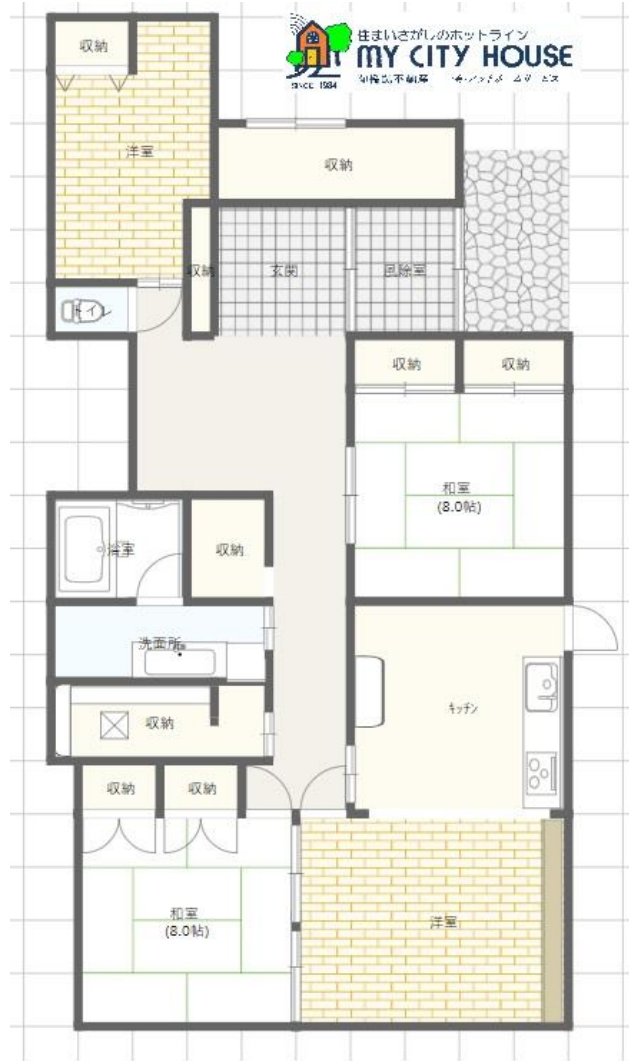 住まいさがしのホットライン
MY CITY HOUSE
SINCE 1984
収納
洋室
収納
収納
玄関
風除室
トイレ
収納
収納
和室
(8.0帖)
浴室
収納
洗面所
キッチン
収納
収納
収納
和室
(8.0帖)
洋室